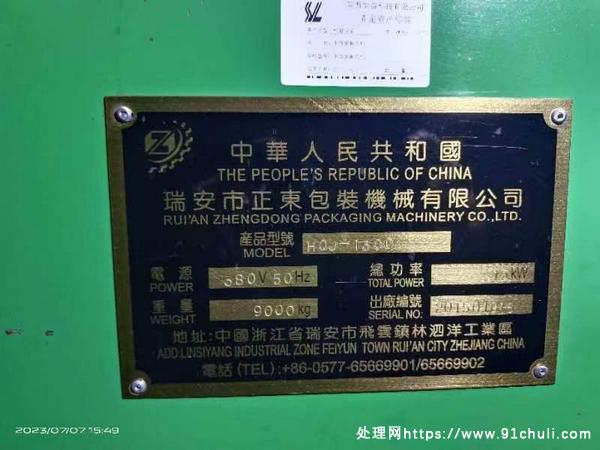 SL
中華人民共和國
THE PEOPLE'S REPUBLIC OF CHINA
瑞安市正東包裝機械有限公司
RUI'AN ZHENGDONG PACKAGING MACHINERY CO.,LTD.
產品型號
MODEL
電源 380V 50Hz 總功率 kW
POWER TOTAL POWER
重量 9000kg 出廠編號
WEIGHT SERIAL NO.
地址:中國浙江省瑞安市飛雲鎮林泗洋工業區
ADD:LINSIYANG INDUSTRIAL ZONE FEIYUN TOWN RUI'AN CITY ZHEJIANG CHINA
電話(TEL):+86-0577-65669901/65669902
2023/07/07 15:49
处理网https://www.91chuli.com